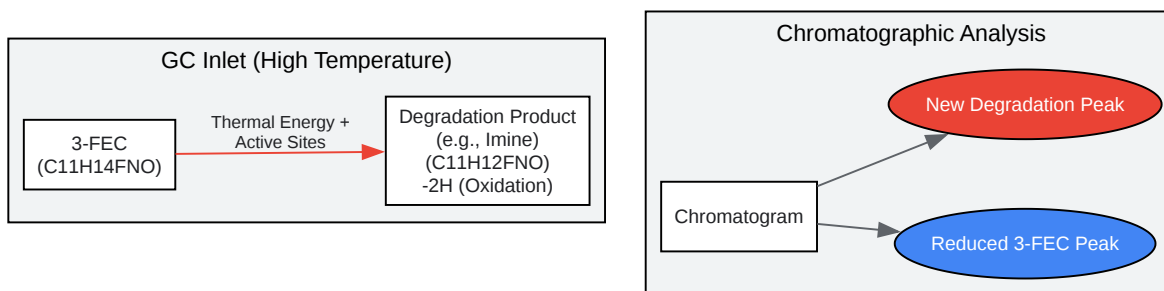 GC Inlet (High Temperature)
3-FEC
(C11H14FNO)
Thermal Energy +
Active Sites
Degradation Product
(e.g., Imine)
(C11H12FNO)
-2H (Oxidation)
Chromatographic Analysis
Chromatogram
New Degradation Peak
Reduced 3-FEC Peak